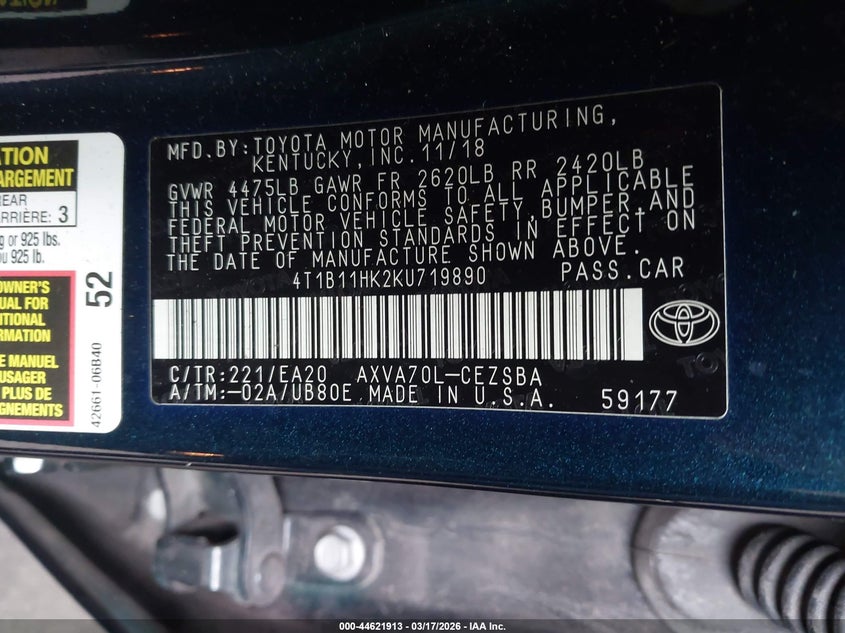 MFD.BY: TOYOTA MOTOR MANUFACTURING,
KENTUCKY, INC. 11/18
GVWR 4475LB GAWR FR 2620LB RR 2420LB
THIS VEHICLE CONFORMS TO ALL APPLICABLE
FEDERAL MOTOR VEHICLE SAFETY, BUMPER, AND
THEFT PREVENTION STANDARDS IN EFFECT ON
THE DATE OF MANUFACTURE SHOWN ABOVE.
4T1B11HK2KU719890 PASS.CAR
C/TR:221/EA20 AXVA70L-CEZSBA
A/TM:-02A/UB80E MADE IN U.S.A. 59177
ATION
ARGEMENT
REAR
ARRIÈRE: 3
g or 925 lbs.
ou 925 lb.
OWNER'S
UAL FOR
ITIONAL
RMATION
E MANUEL
USAGER
PLUS DE
GNEMENTS
52
42661-06B40
000-44621913 - 03/17/2026 - IAA Inc.